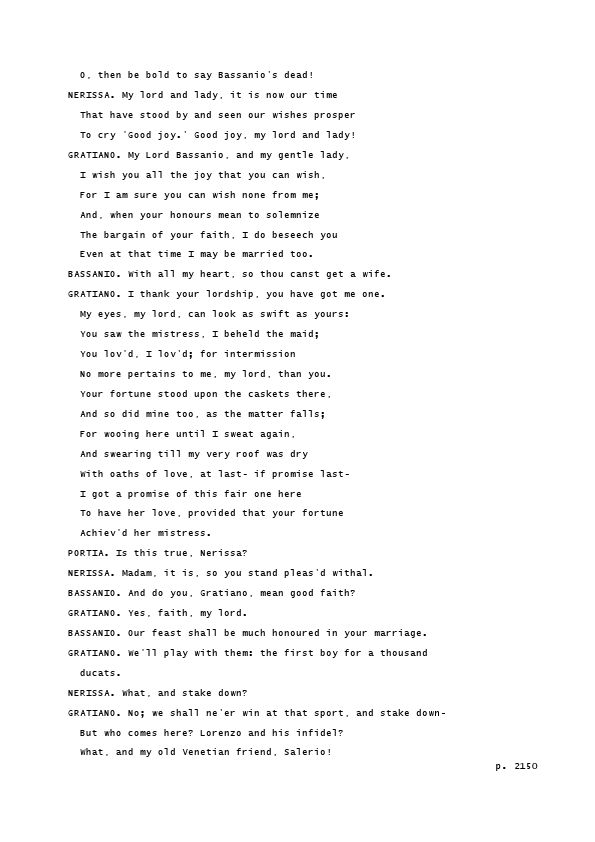 O, then be bold to say Bassanio's dead!
NERISSA. My lord and lady, it is now our time
That have stood by and seen our wishes prosper
To cry 'Good joy.' Good joy, my lord and lady!
GRATIANO. My Lord Bassanio, and my gentle lady,
I wish you all the joy that you can wish,
For I am sure you can wish none from me;
And, when your honours mean to solemnize
The bargain of your faith, I do beseech you
Even at that time I may be married too.
BASSANIO. With all my heart, so thou canst get a wife.
GRATIANO. I thank your lordship, you have got me one.
My eyes, my lord, can look as swift as yours:
You saw the mistress, I beheld the maid;
You lov'd, I lov'd; for intermission
No more pertains to me, my lord, than you.
Your fortune stood upon the caskets there,
And so did mine too, as the matter falls;
For wooing here until I sweat again,
And swearing till my very roof was dry
With oaths of love, at last- if promise last-
I got a promise of this fair one here
To have her love, provided that your fortune
Achiev'd her mistress.
PORTIA. Is this true, Nerissa?
NERISSA. Madam, it is, so you stand pleas'd withal.
BASSANIO. And do you, Gratiano, mean good faith?
GRATIANO. Yes, faith, my lord.
BASSANIO. Our feast shall be much honoured in your marriage.
GRATIANO. We'll play with them: the first boy for a thousand
ducats.
NERISSA. What, and stake down?
GRATIANO. No; we shall ne'er win at that sport, and stake down-
But who comes here? Lorenzo and his infidel?
What, and my old Venetian friend, Salerio!
p. 2150